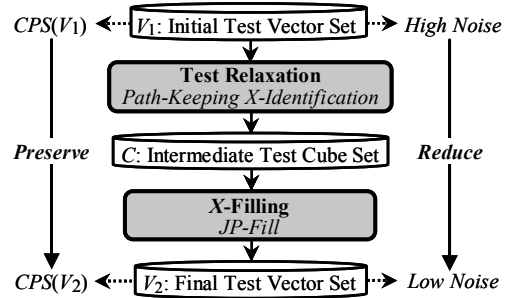 CPS(V1) V1: Initial Test Vector Set High Noise
Test Relaxation
Path-Keeping X-Identification
Preserve C: Intermediate Test Cube Set Reduce
X-Filling
JP-Fill
CPS(V2) V2: Final Test Vector Set Low Noise